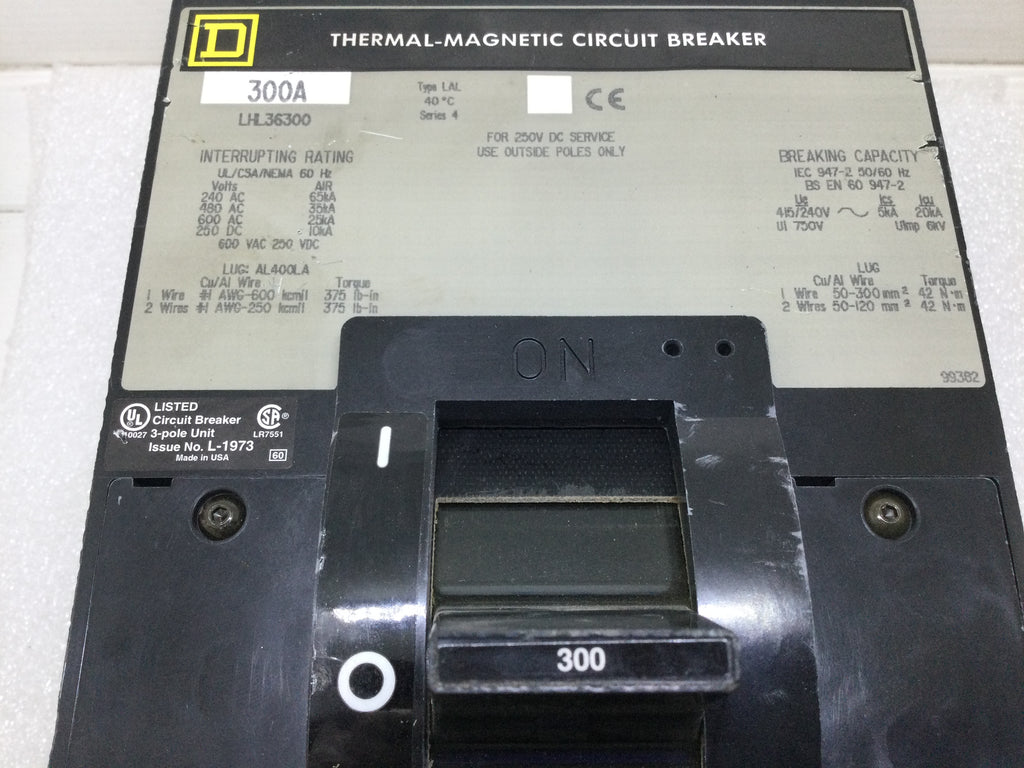 D
THERMAL-MAGNETIC CIRCUIT BREAKER
300A
LHL36300
Type LAL
40°C
Series 4
CE
FOR 250V DC SERVICE
USE OUTSIDE POLES ONLY
INTERRUPTING RATING
UL/CSA/NEMA 60 Hz
Volts AIR
240 AC 65kA
480 AC 35kA
600 AC 25kA
250 DC 10kA
600 VAC 250 VDC
LUG: AL400LA
Cu/Al Wire Torque
1 Wire #1 AWG-600 kcmil 375 lb-in
2 Wires #1 AWG-250 kcmil 375 lb-in
BREAKING CAPACITY
IEC 947-2 50/60 Hz
BS EN 60 947-2
Ue Ics Icu
415/240V ~ 5kA 20kA
Ui 750V Uimp 6kV
LUG
Cu/Al Wire Torque
1 Wire 50-300 mm² 42 N·m
2 Wires 50-120 mm² 42 N·m
99382
ON
UL LISTED
Circuit Breaker
3-pole Unit
Issue No. L-1973
Made in USA
SA ®
LR7551
60
I
300
O